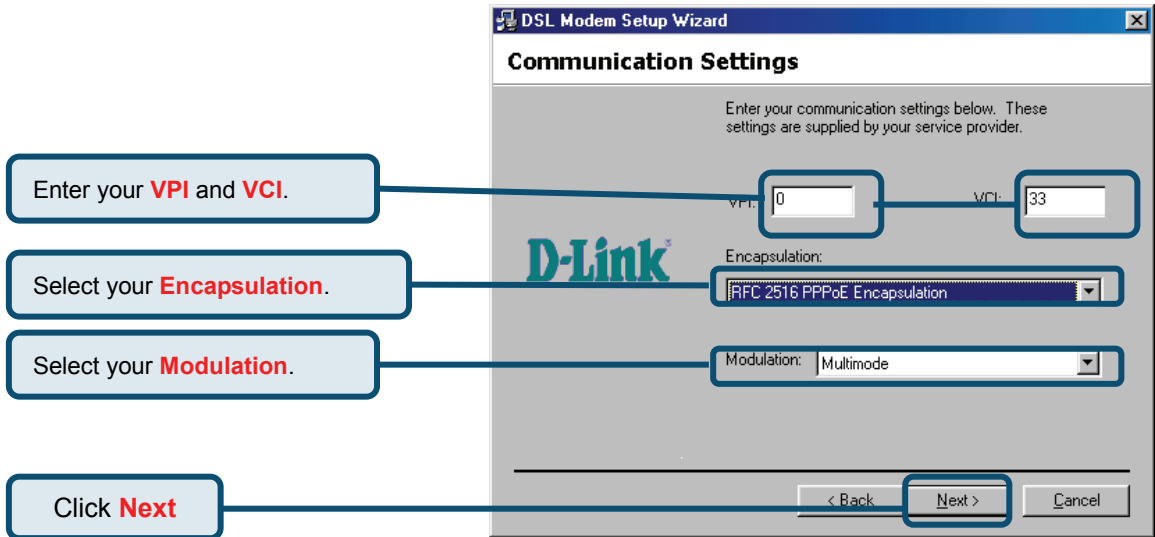 DSL Modem Setup Wizard
Communication Settings
Enter your communication settings below. These
settings are supplied by your service provider.
Enter your VPI and VCI.
VPI: 0 VCI: 33
D-Link®
Encapsulation:
Select your Encapsulation.
RFC 2516 PPPoE Encapsulation
Select your Modulation.
Modulation: Multimode
Click Next
< Back Next > Cancel